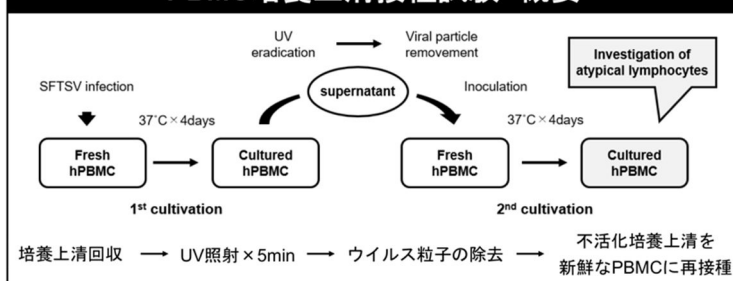 UV
eradication
Viral particle
removement
Investigation of
atypical lymphocytes
SFTSV infection
supernatant
Inoculation
37°C×4days
37°C×4days
Fresh
hPBMC
Cultured
hPBMC
Fresh
hPBMC
Cultured
hPBMC
1st cultivation
2nd cultivation
培養上清回収
UV照射×5min
ウイルス粒子の除去
不活化培養上清を
新鮮なPBMCに再接種